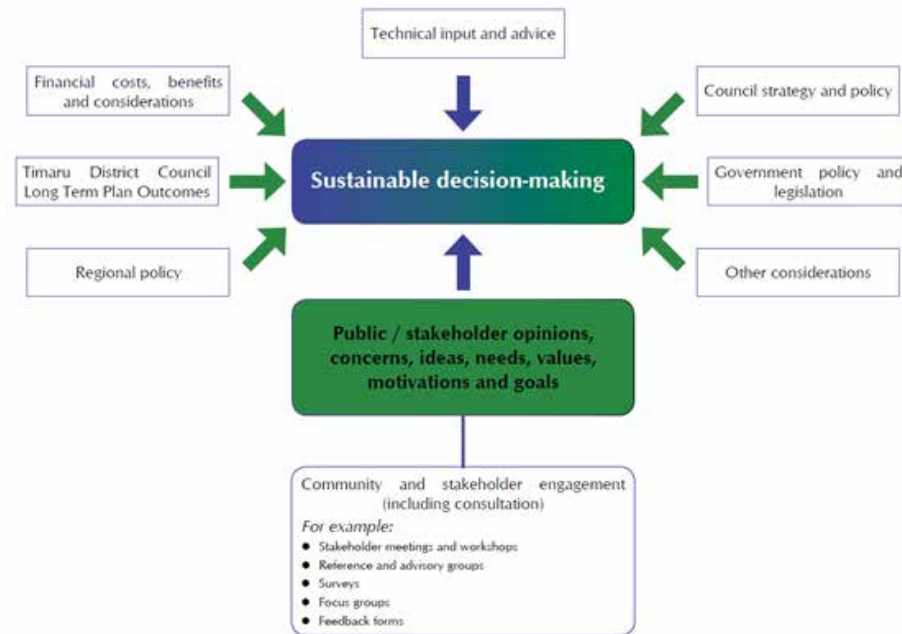 Technical input and advice
Financial costs, benefits
and considerations
Council strategy and policy
Timaru District Council
Long Term Plan Outcomes
Sustainable decision-making
Government policy and
legislation
Regional policy
Other considerations
Public / stakeholder opinions,
concerns, ideas, needs, values,
motivations and goals
Community and stakeholder engagement
(including consultation)
For example:
● Stakeholder meetings and workshops
● Reference and advisory groups
● Surveys
● Focus groups
● Feedback forms